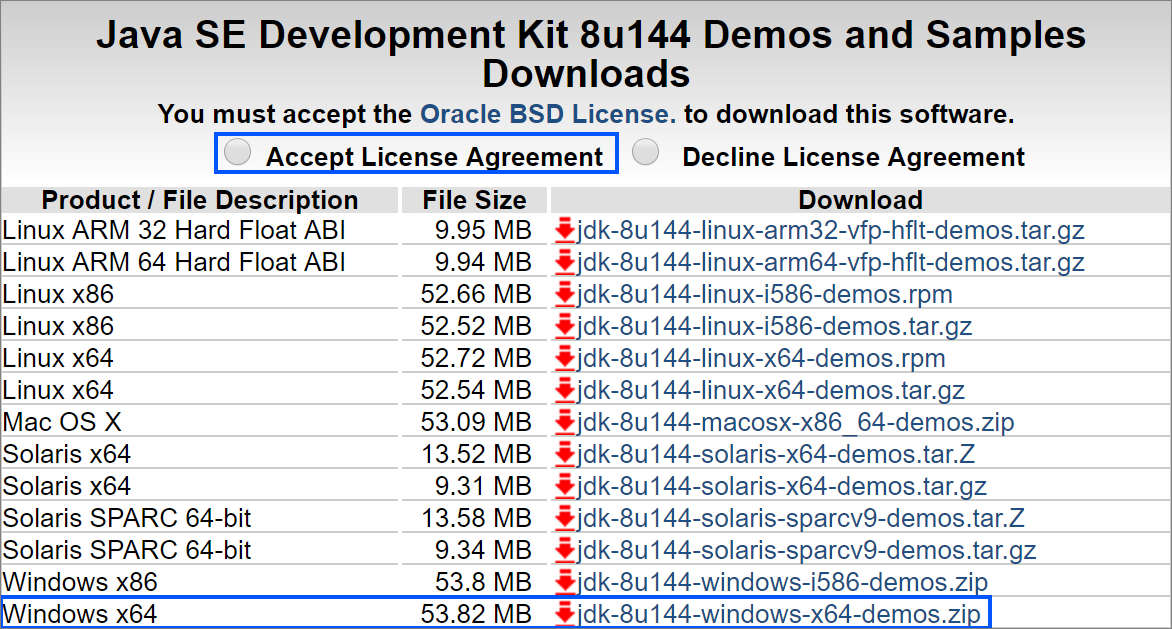 Java SE Development Kit 8u144 Demos and Samples
Downloads
You must accept the Oracle BSD License. to download this software.
Accept License Agreement Decline License Agreement
Product / File Description File Size Download
Linux ARM 32 Hard Float ABI 9.95 MB jdk-8u144-linux-arm32-vfp-hflt-demos.tar.gz
Linux ARM 64 Hard Float ABI 9.94 MB jdk-8u144-linux-arm64-vfp-hflt-demos.tar.gz
Linux x86 52.66 MB jdk-8u144-linux-i586-demos.rpm
Linux x86 52.52 MB jdk-8u144-linux-i586-demos.tar.gz
Linux x64 52.72 MB jdk-8u144-linux-x64-demos.rpm
Linux x64 52.54 MB jdk-8u144-linux-x64-demos.tar.gz
Mac OS X 53.09 MB jdk-8u144-macosx-x86_64-demos.zip
Solaris x64 13.52 MB jdk-8u144-solaris-x64-demos.tar.Z
Solaris x64 9.31 MB jdk-8u144-solaris-x64-demos.tar.gz
Solaris SPARC 64-bit 13.58 MB jdk-8u144-solaris-sparcv9-demos.tar.Z
Solaris SPARC 64-bit 9.34 MB jdk-8u144-solaris-sparcv9-demos.tar.gz
Windows x86 53.8 MB jdk-8u144-windows-i586-demos.zip
Windows x64 53.82 MB jdk-8u144-windows-x64-demos.zip